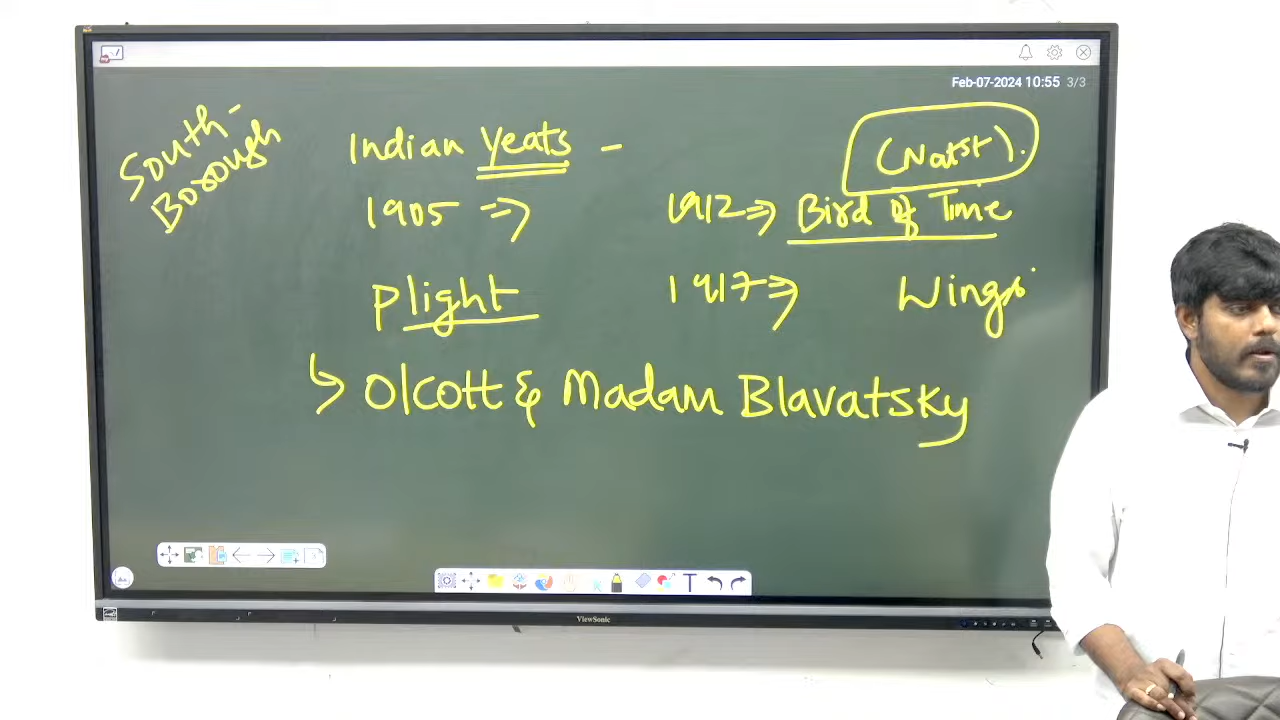 Feb-07-2024 10:55 3/3
South-
Borough
Indian Yeats -
(Natst).
1905 ⇒
1912 ⇒ Bird of Time
Plight
1917 ⇒ Wings
↳ Olcott & Madam Blavatsky
T
ViewSonic